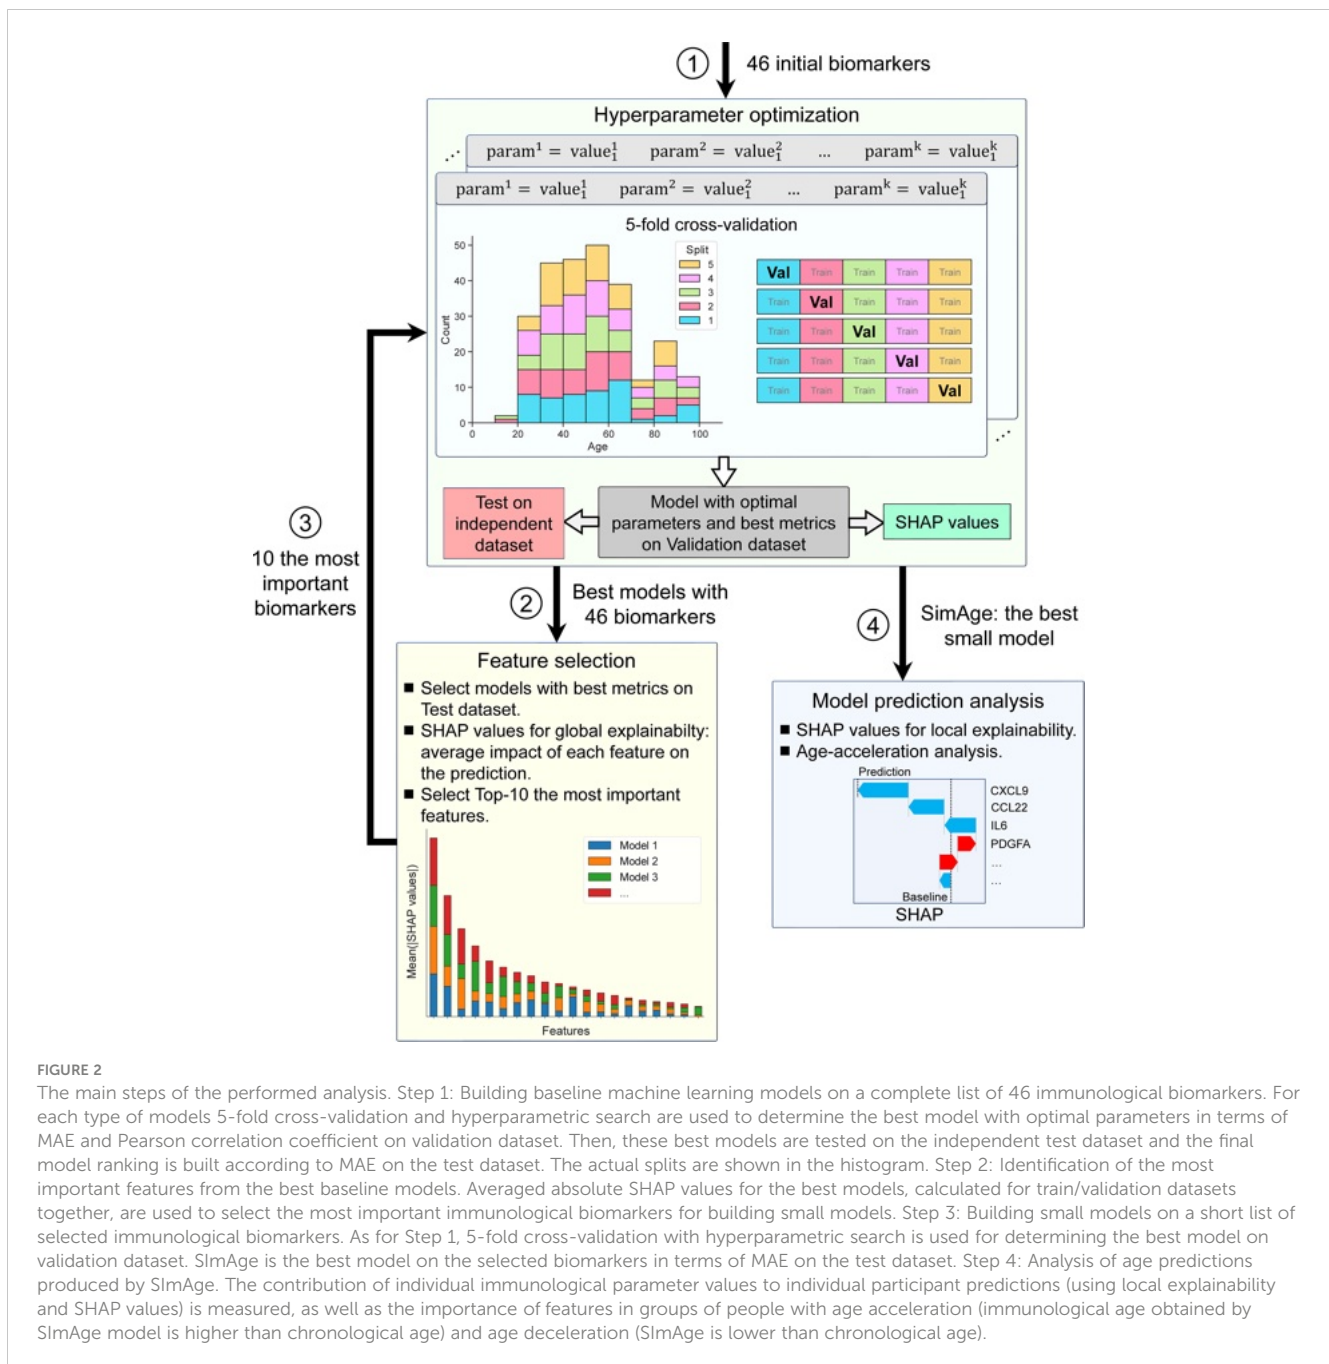 1
46 initial biomarkers
Hyperparameter optimization
⋰ param¹ = value₁¹ param² = value₁² ... paramᵏ = value₁ᵏ
param¹ = value₁¹ param² = value₁² ... paramᵏ = value₁ᵏ
5-fold cross-validation
Count
50
40
30
20
10
0
0 20 40 60 80 100
Age
Split
5
4
3
2
1
Val Train Train Train Train
Train Val Train Train Train
Train Train Val Train Train
Train Train Train Val Train
Train Train Train Train Val
⋰
Test on
independent
dataset
Model with optimal
parameters and best metrics
on Validation dataset
SHAP values
3
10 the most
important
biomarkers
2
Best models with
46 biomarkers
4
SimAge: the best
small model
Feature selection
■ Select models with best metrics on
Test dataset.
■ SHAP values for global explainabilty:
average impact of each feature on
the prediction.
■ Select Top-10 the most important
features.
Mean(|SHAP values|)
Model 1
Model 2
Model 3
...
Features
Model prediction analysis
■ SHAP values for local explainability.
■ Age-acceleration analysis.
Prediction
CXCL9
CCL22
IL6
PDGFA
...
...
Baseline
SHAP
FIGURE 2
The main steps of the performed analysis. Step 1: Building baseline machine learning models on a complete list of 46 immunological biomarkers. For
each type of models 5-fold cross-validation and hyperparametric search are used to determine the best model with optimal parameters in terms of
MAE and Pearson correlation coefficient on validation dataset. Then, these best models are tested on the independent test dataset and the final
model ranking is built according to MAE on the test dataset. The actual splits are shown in the histogram. Step 2: Identification of the most
important features from the best baseline models. Averaged absolute SHAP values for the best models, calculated for train/validation datasets
together, are used to select the most important immunological biomarkers for building small models. Step 3: Building small models on a short list of
selected immunological biomarkers. As for Step 1, 5-fold cross-validation with hyperparametric search is used for determining the best model on
validation dataset. SImAge is the best model on the selected biomarkers in terms of MAE on the test dataset. Step 4: Analysis of age predictions
produced by SImAge. The contribution of individual immunological parameter values to individual participant predictions (using local explainability
and SHAP values) is measured, as well as the importance of features in groups of people with age acceleration (immunological age obtained by
SImAge model is higher than chronological age) and age deceleration (SImAge is lower than chronological age).